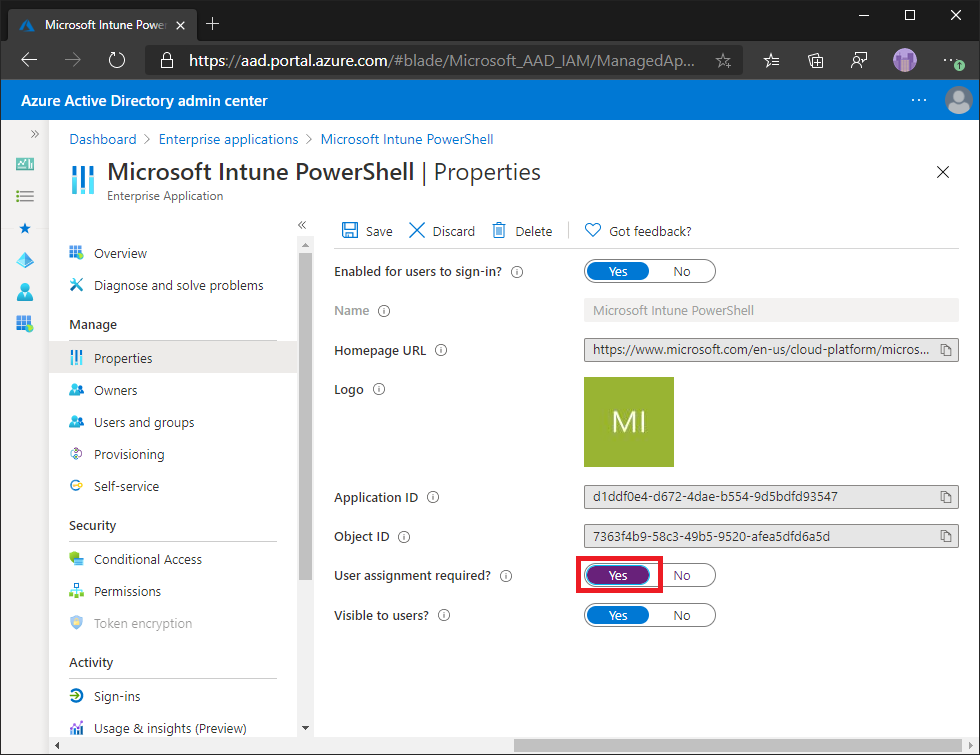 Microsoft Intune Power
https://aad.portal.azure.com/#blade/Microsoft_AAD_IAM/ManagedAp...
Azure Active Directory admin center
Dashboard > Enterprise applications > Microsoft Intune PowerShell
Microsoft Intune PowerShell | Properties
Enterprise Application
Save Discard Delete Got feedback?
Overview
Diagnose and solve problems
Manage
Properties
Owners
Users and groups
Provisioning
Self-service
Security
Conditional Access
Permissions
Token encryption
Activity
Sign-ins
Usage & insights (Preview)
Enabled for users to sign-in? Yes No
Name Microsoft Intune PowerShell
Homepage URL https://www.microsoft.com/en-us/cloud-platform/micros...
Logo
MI
Application ID d1ddf0e4-d672-4dae-b554-9d5bdfd93547
Object ID 7363f4b9-58c3-49b5-9520-afea5dfd6a5d
User assignment required? Yes No
Visible to users? Yes No